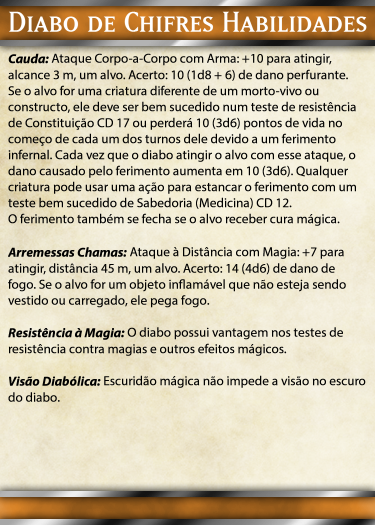 Diabo de Chifres Habilidades
Cauda: Ataque Corpo-a-Corpo com Arma: +10 para atingir,
alcance 3 m, um alvo. Acerto: 10 (1d8 + 6) de dano perfurante.
Se o alvo for uma criatura diferente de um morto-vivo ou
constructo, ele deve ser bem sucedido num teste de resistência
de Constituição CD 17 ou perderá 10 (3d6) pontos de vida no
começo de cada um dos turnos dele devido a um ferimento
infernal. Cada vez que o diabo atingir o alvo com esse ataque, o
dano causado pelo ferimento aumenta em 10 (3d6). Qualquer
criatura pode usar uma ação para estancar o ferimento com um
teste bem sucedido de Sabedoria (Medicina) CD 12.
O ferimento também se fecha se o alvo receber cura mágica.
Arremessas Chamas: Ataque à Distância com Magia: +7 para
atingir, distância 45 m, um alvo. Acerto: 14 (4d6) de dano de
fogo. Se o alvo for um objeto inflamável que não esteja sendo
vestido ou carregado, ele pega fogo.
Resistência à Magia: O diabo possui vantagem nos testes de
resistência contra magias e outros efeitos mágicos.
Visão Diabólica: Escuridão mágica não impede a visão no escuro
do diabo.